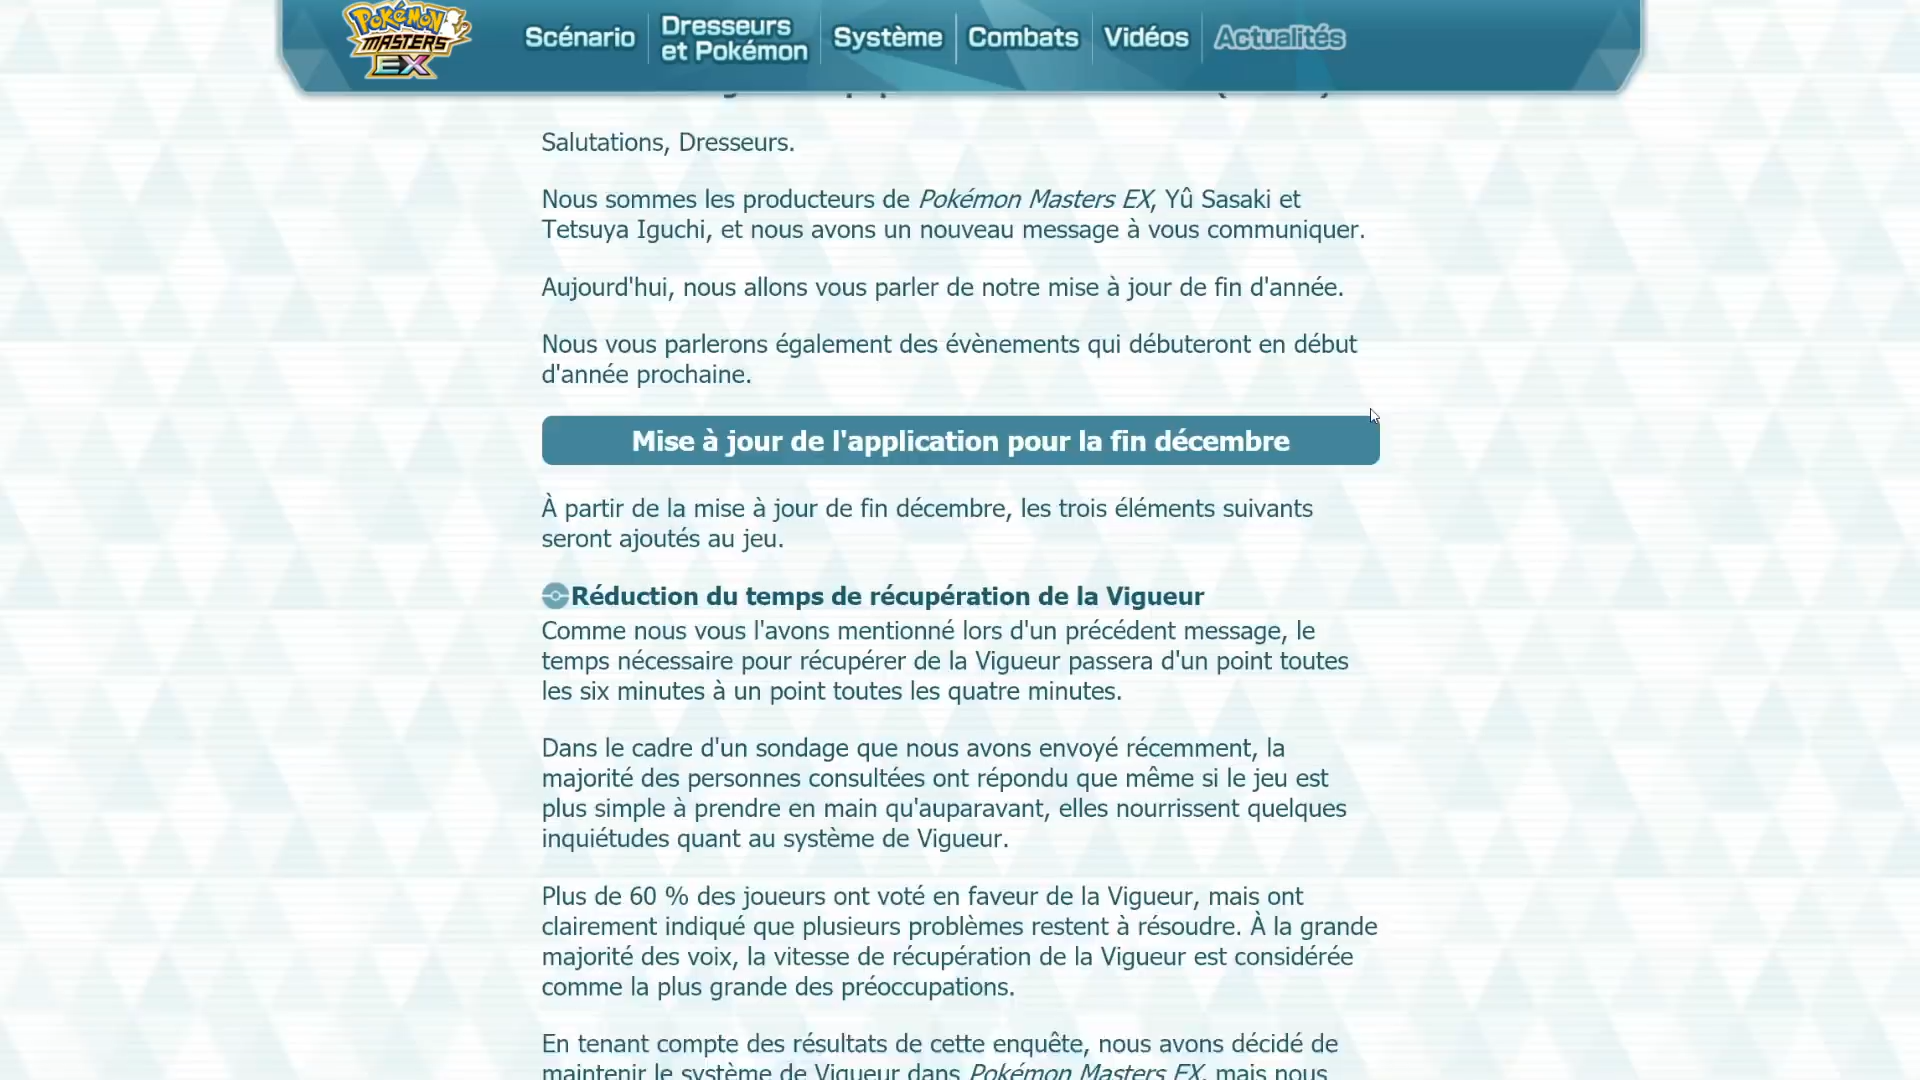 Pokémon
MASTERS
EX
Scénario
Dresseurs
et Pokémon
Système
Combats
Vidéos
Actualités
Salutations, Dresseurs.
Nous sommes les producteurs de Pokémon Masters EX, Yû Sasaki et
Tetsuya Iguchi, et nous avons un nouveau message à vous communiquer.
Aujourd'hui, nous allons vous parler de notre mise à jour de fin d'année.
Nous vous parlerons également des évènements qui débuteront en début
d'année prochaine.
Mise à jour de l'application pour la fin décembre
À partir de la mise à jour de fin décembre, les trois éléments suivants
seront ajoutés au jeu.
Réduction du temps de récupération de la Vigueur
Comme nous vous l'avons mentionné lors d'un précédent message, le
temps nécessaire pour récupérer de la Vigueur passera d'un point toutes
les six minutes à un point toutes les quatre minutes.
Dans le cadre d'un sondage que nous avons envoyé récemment, la
majorité des personnes consultées ont répondu que même si le jeu est
plus simple à prendre en main qu'auparavant, elles nourrissent quelques
inquiétudes quant au système de Vigueur.
Plus de 60 % des joueurs ont voté en faveur de la Vigueur, mais ont
clairement indiqué que plusieurs problèmes restent à résoudre. À la grande
majorité des voix, la vitesse de récupération de la Vigueur est considérée
comme la plus grande des préoccupations.
En tenant compte des résultats de cette enquête, nous avons décidé de
maintenir le système de Vigueur dans Pokémon Masters EX, mais nous